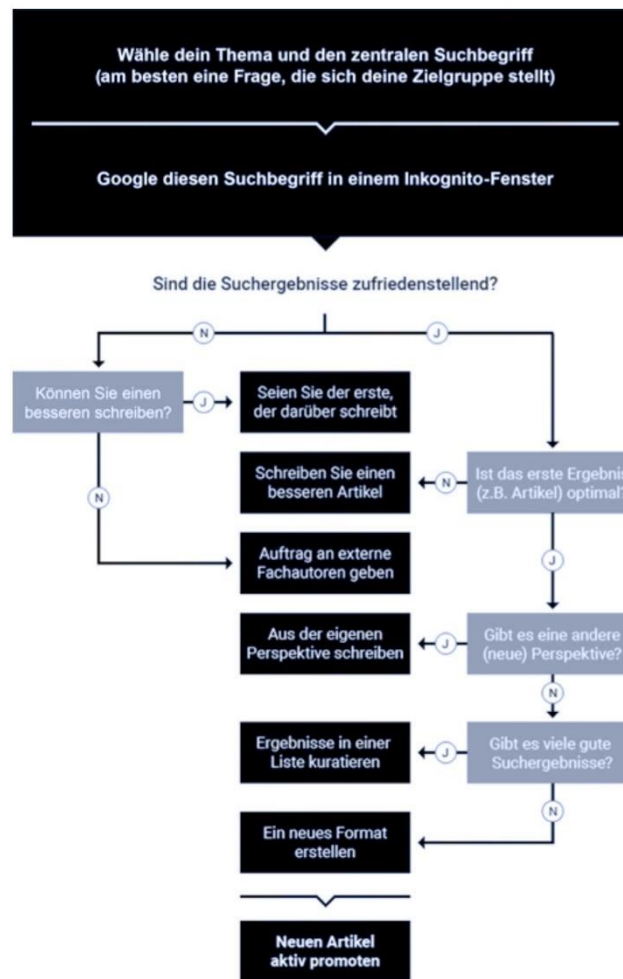 Wähle dein Thema und den zentralen Suchbegriff
(am besten eine Frage, die sich deine Zielgruppe stellt)
Google diesen Suchbegriff in einem Inkognito-Fenster
Sind die Suchergebnisse zufriedenstellend?
N
J
Können Sie einen
besseren schreiben?
J
Seien Sie der erste,
der darüber schreibt
Schreiben Sie einen
besseren Artikel
N
Ist das erste Ergebnis
(z.B. Artikel) optimal?
N
Auftrag an externe
Fachautoren geben
J
Aus der eigenen
Perspektive schreiben
J
Gibt es eine andere
(neue) Perspektive?
N
Ergebnisse in einer
Liste kuratieren
J
Gibt es viele gute
Suchergebnisse?
N
Ein neues Format
erstellen
Neuen Artikel
aktiv promoten